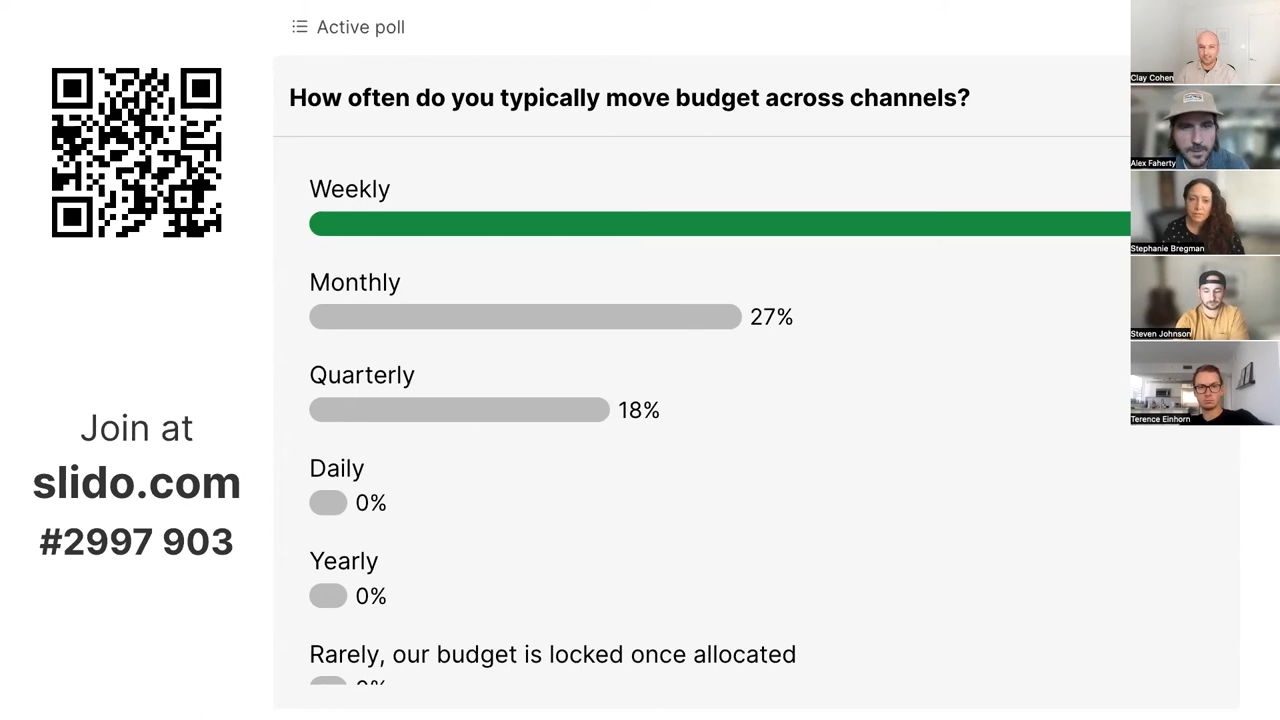 Active poll
How often do you typically move budget across channels?
Weekly
Monthly
27%
Quarterly
18%
Daily
0%
Yearly
0%
Rarely, our budget is locked once allocated
Join at
slido.com
#2997 903
Clay Cohen
Alex Faherty
Stephanie Bregman
Steven Johnson
Terence Einhorn